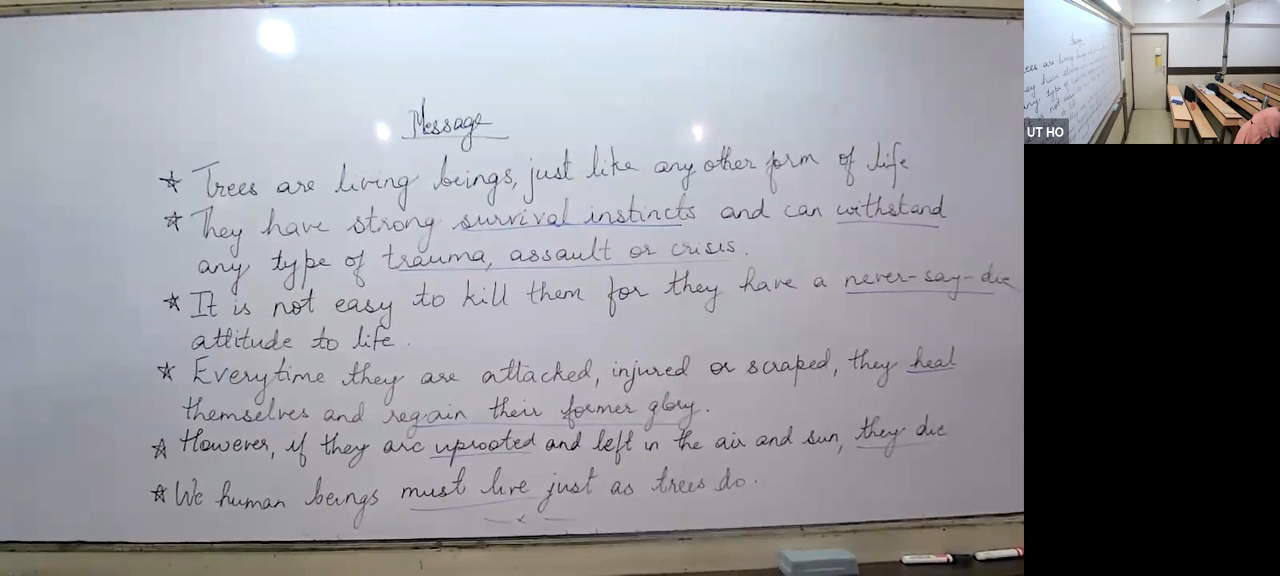 Message
☆ Trees are living beings, just like any other form of life
☆ They have strong survival instincts and can withstand
any type of trauma, assault or crisis.
☆ It is not easy to kill them for they have a never-say-die
attitude to life.
☆ Everytime they are attacked, injured or scraped, they heal
themselves and regain their former glory.
☆ However, if they are uprooted and left in the air and sun, they die
☆ We human beings must live just as trees do.
UT HO